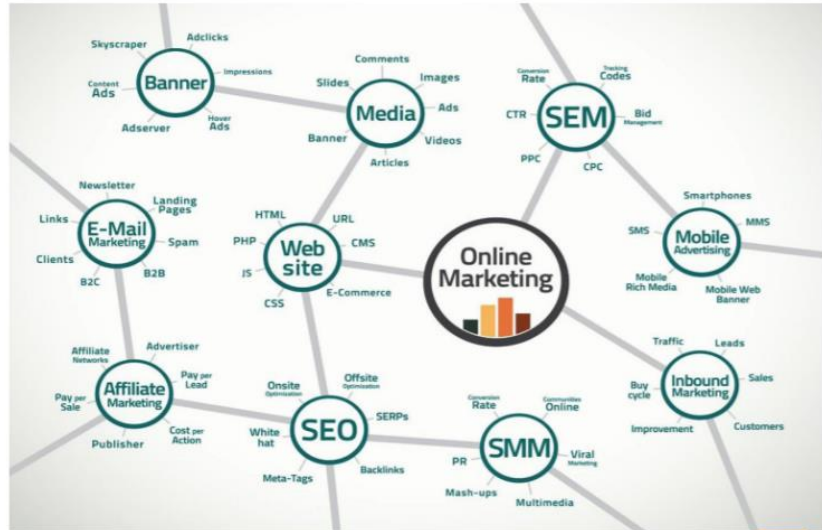 Skyscraper
Adclicks
Content
Ads
Banner
Impressions
Adserver
Hover
Ads
Comments
Slides
Images
Media
Ads
Banner
Videos
Articles
Conversion
Rate
Tracking
Codes
CTR
SEM
Bid
Management
PPC
CPC
Newsletter
Landing
Pages
Links
E-Mail
Marketing
Spam
Clients
B2C
B2B
HTML
URL
PHP
Web
site
CMS
JS
CSS
E-Commerce
Online
Marketing
Smartphones
SMS
MMS
Mobile
Advertising
Mobile
Rich Media
Mobile Web
Banner
Affiliate
Networks
Advertiser
Pay per
Sale
Affiliate
Marketing
Pay per
Lead
Publisher
Cost per
Action
Onsite
Optimization
Offsite
Optimization
White
hat
SEO
SERPs
Meta-Tags
Backlinks
Conversion
Rate
Communities
Online
PR
SMM
Viral
Marketing
Mash-ups
Multimedia
Traffic
Leads
Buy
cycle
Inbound
Marketing
Sales
Improvement
Customers